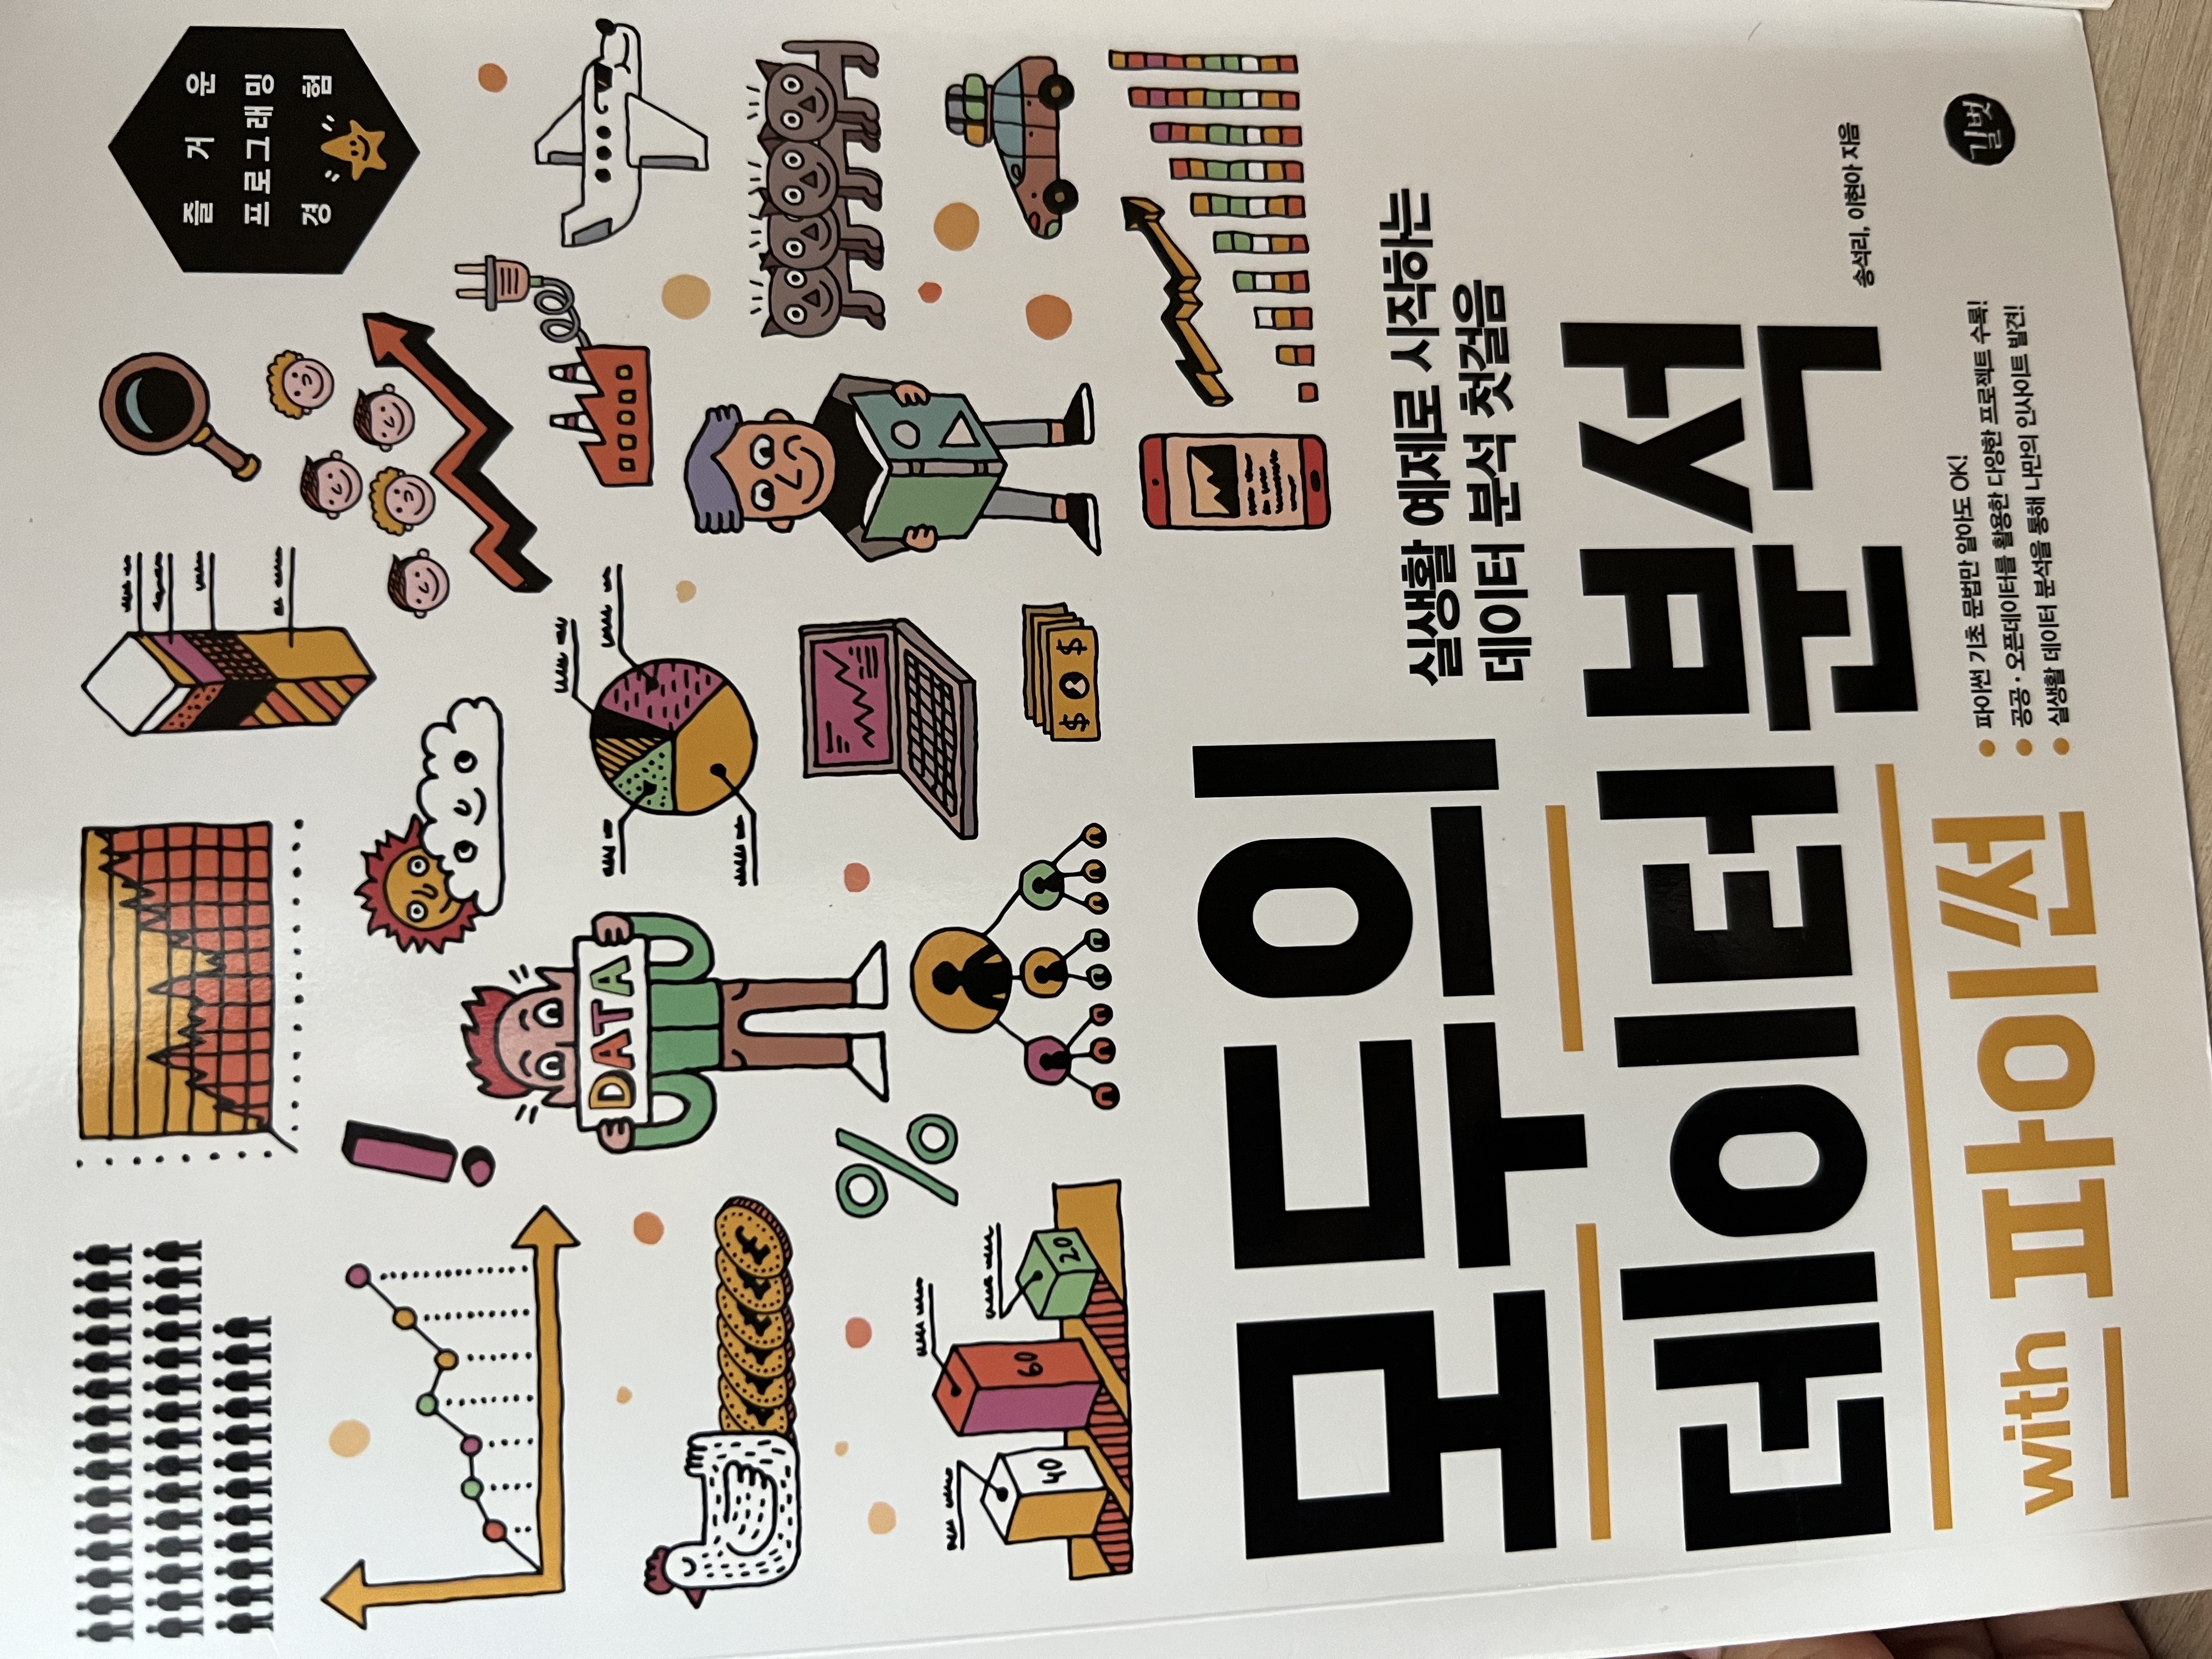 즐거운
프로그래밍
경험
DATA
%
40
60
20
$ $
모두의
실생활 예제로 시작하는
데이터 분석 첫걸음
데이터분석
송석리, 이현아 지음
with 파이썬
파이썬 기초 문법만 알아도 OK!
공공·오픈데이터를 활용한 다양한 프로젝트 수록!
실생활 데이터 분석을 통해 나만의 인사이트 발견!
길벗